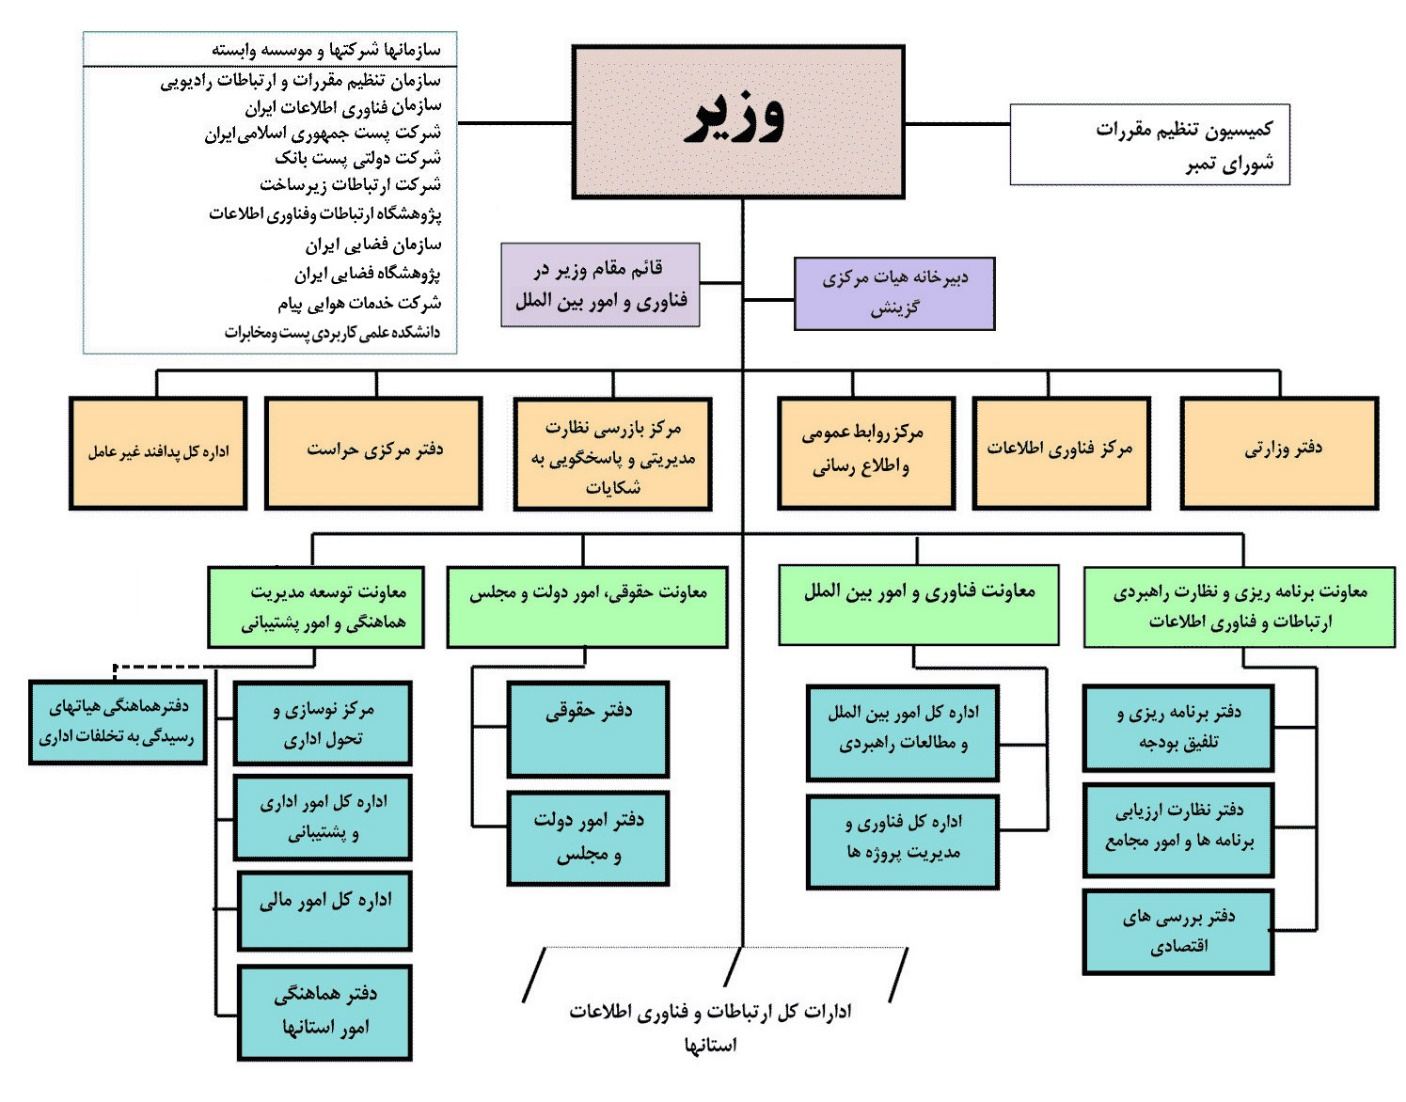 وزیر
کمیسیون تنظیم مقررات
شورای تمبر
سازمانها شرکتها و موسسه وابسته
سازمان تنظیم مقررات و ارتباطات رادیویی
سازمان فناوری اطلاعات ایران
شرکت پست جمهوری اسلامی ایران
شرکت دولتی پست بانک
شرکت ارتباطات زیرساخت
پژوهشگاه ارتباطات وفناوری اطلاعات
سازمان فضایی ایران
پژوهشگاه فضایی ایران
شرکت خدمات هوایی پیام
دانشکده علمی کاربردی پست ومخابرات
دبیرخانه هیات مرکزی
گزینش
قائم مقام وزیر در
فناوری و امور بین الملل
دفتر وزارتی
مرکز فناوری اطلاعات
مرکز روابط عمومی
و اطلاع رسانی
مرکز بازرسی نظارت
مدیریتی و پاسخگویی به
شکایات
دفتر مرکزی حراست
اداره کل پدافند غیر عامل
معاونت برنامه ریزی و نظارت راهبردی
ارتباطات و فناوری اطلاعات
معاونت فناوری و امور بین الملل
معاونت حقوقی، امور دولت و مجلس
معاونت توسعه مدیریت
هماهنگی و امور پشتیبانی
دفتر برنامه ریزی و
تلفیق بودجه
دفتر نظارت ارزیابی
برنامه ها و امور مجامع
دفتر بررسی های
اقتصادی
اداره کل امور بین الملل
و مطالعات راهبردی
اداره کل فناوری و
مدیریت پروژه ها
دفتر حقوقی
دفتر امور دولت
و مجلس
مرکز نوسازی و
تحول اداری
اداره کل امور اداری
و پشتیبانی
اداره کل امور مالی
دفتر هماهنگی
امور استانها
دفترهماهنگی هیاتهای
رسیدگی به تخلفات اداری
ادارات کل ارتباطات و فناوری اطلاعات
استانها